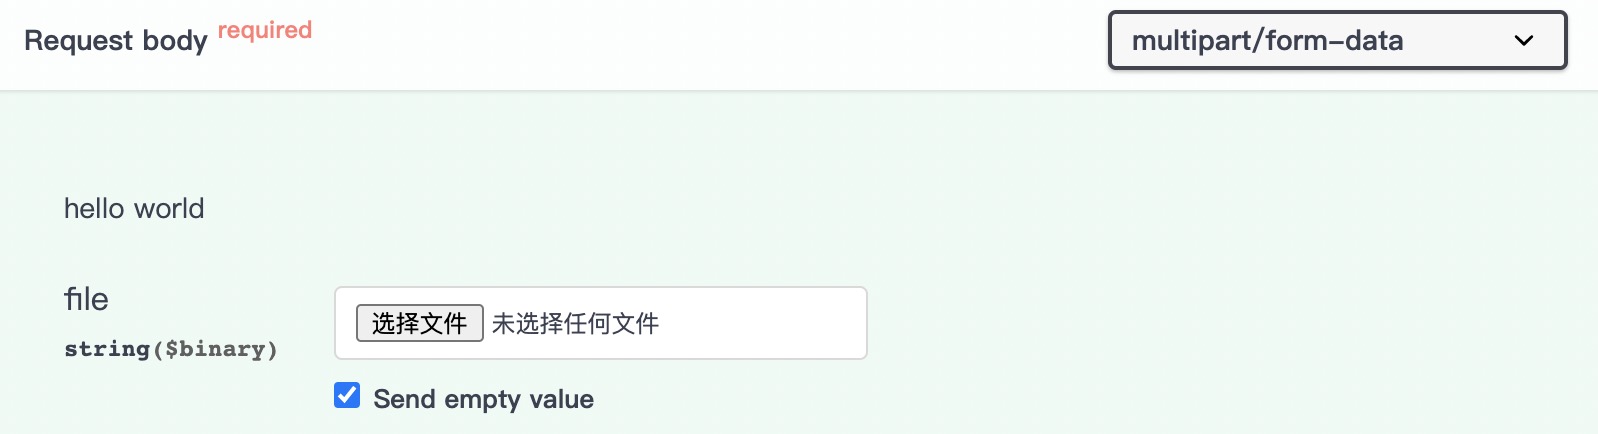 Request body required
multipart/form-data
hello world
file
选择文件 未选择任何文件
string($binary)
Send empty value